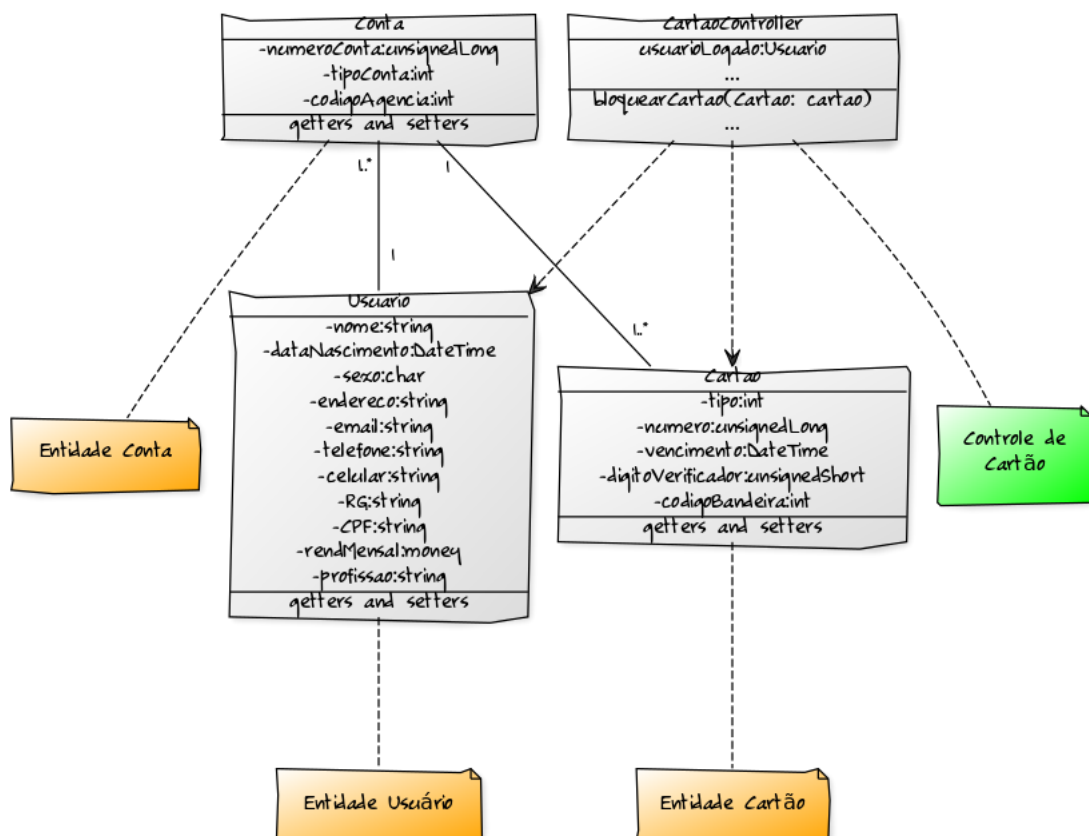 Conta
-numeroConta:unsignedLong
-tipoConta:int
-codigoAgencia:int
getters and setters
CartaoController
usuarioLogado:Usuario
...
bloquearCartao(Cartao: cartao)
...
1..*
1
1
1..*
Usuario
-nome:string
-dataNascimento:DateTime
-sexo:char
-endereco:string
-email:string
-telefone:string
-celular:string
-RG:string
-CPF:string
-rendMensal:money
-profissao:string
getters and setters
Cartao
-tipo:int
-numero:unsignedLong
-vencimento:DateTime
-digitoVerificador:unsignedShort
-codigoBandeira:int
getters and setters
Entidade Conta
Controle de
Cartão
Entidade Usuário
Entidade Cartão